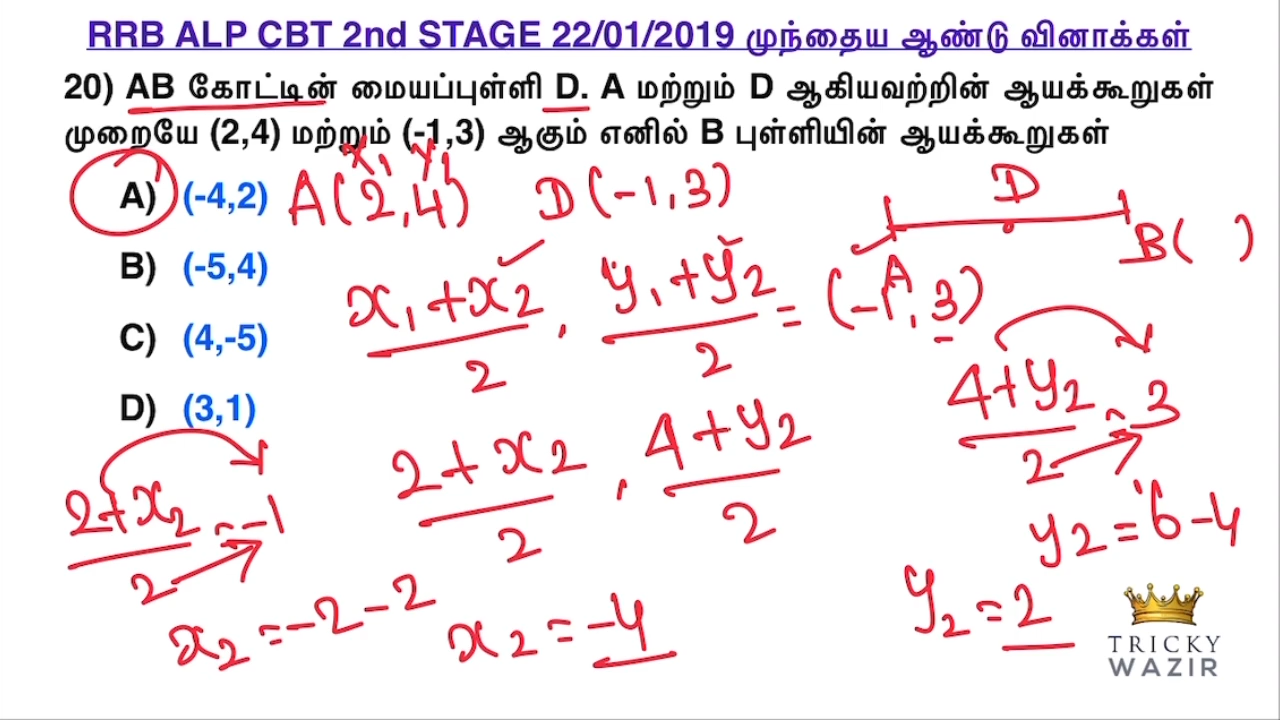 RRB ALP CBT 2nd STAGE 22/01/2019 முந்தைய ஆண்டு வினாக்கள்
20) AB கோட்டின் மையப்புள்ளி D. A மற்றும் D ஆகியவற்றின் ஆயக்கூறுகள்
முறையே (2,4) மற்றும் (-1,3) ஆகும் எனில் B புள்ளியின் ஆயக்கூறுகள்
x₁ y₁
A) (-4,2) A(2,4) D(-1,3) D
A B( )
B) (-5,4)
x₁+x₂/2 , y₁+y₂/2 = (-1,3)
C) (4,-5)
D) (3,1)
4+y₂/2 = 3
2+x₂/2 , 4+y₂/2
2+x₂/2 = -1
y₂=6-4
x₂=-2-2 x₂=-4 y₂=2
TRICKY
WAZIR